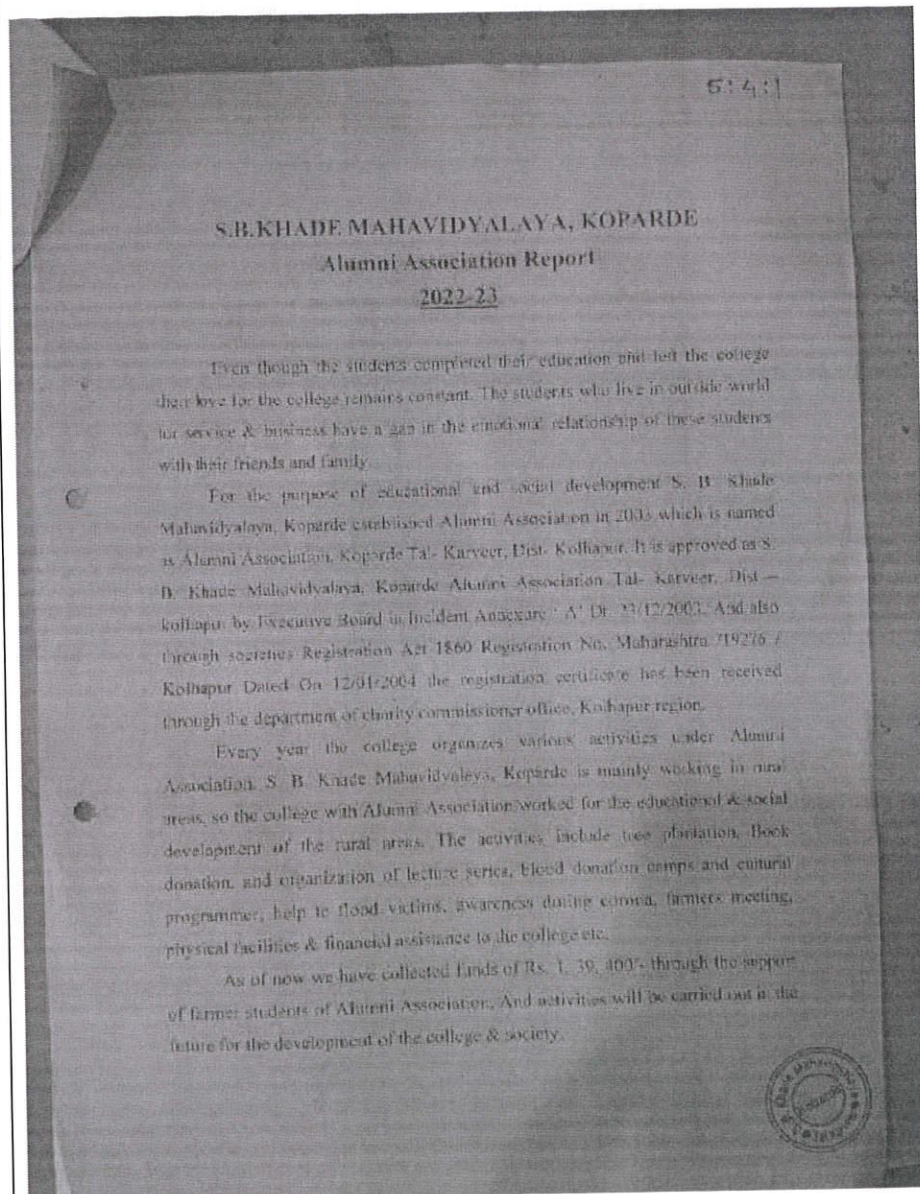 5:4:1
S.B.KHADE MAHAVIDYALAYA, KOPARDE
Alumni Association Report
2022-23
Even though the students completed their education and left the college
their love for the college remains constant. The students who live in outside world
for service & business have a gap in the emotional relationship of these students
with their friends and family.
For the purpose of educational and social development S. B. Khade
Mahavidyalaya, Koparde established Alumni Association in 2003 which is named
as Alumni Association, Koparde Tal- Karveer, Dist- Kolhapur. It is approved as S.
B. Khade Mahavidyalaya, Koparde Alumni Association Tal- Karveer, Dist –
kolhapur by Executive Board in Incident Annexure ' A' Dt. 23/12/2003. And also
through societies Registration Act 1860 Registration No. Maharashtra /19276 /
Kolhapur Dated On 12/01/2004 the registration certificate has been received
through the department of charity commissioner office, Kolhapur region.
Every year the college organizes various activities under Alumni
Association. S. B. Khade Mahavidyalaya, Koparde is mainly working in rural
areas, so the college with Alumni Association worked for the educational & social
development of the rural areas. The activities include tree plantation, Book
donation, and organization of lecture series, blood donation camps and cultural
programmer, help to flood victims, awareness during corona, farmers meeting,
physical facilities & financial assistance to the college etc.
As of now we have collected funds of Rs. 1, 39, 400/- through the support
of farmer students of Alumni Association. And activities will be carried out in the
future for the development of the college & society.